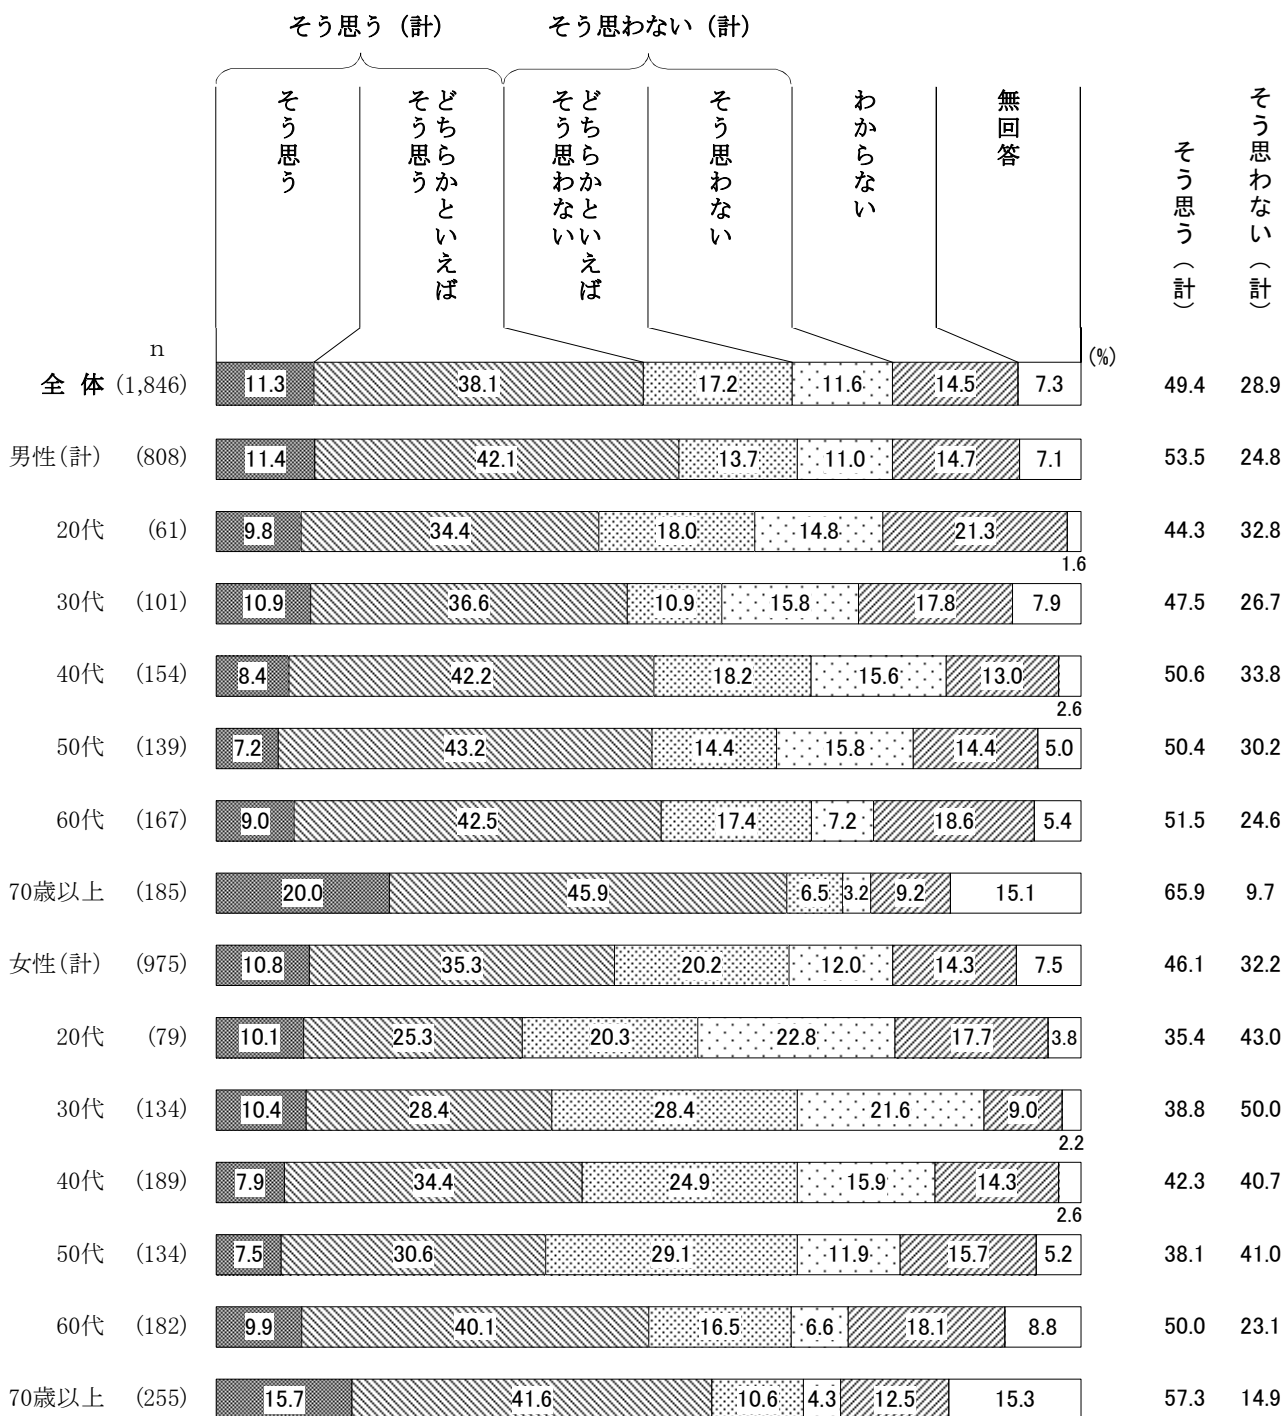 そう思う（計）　そう思わない（計）
そう思う
どちらかといえば
そう思う
どちらかといえば
そう思わない
そう思わない
わからない
無回答
そう思う（計）
そう思わない（計）
n
(%)
全 体 (1,846) 11.3 38.1 17.2 11.6 14.5 7.3 49.4 28.9
男性(計) (808) 11.4 42.1 13.7 11.0 14.7 7.1 53.5 24.8
20代 (61) 9.8 34.4 18.0 14.8 21.3 1.6 44.3 32.8
30代 (101) 10.9 36.6 10.9 15.8 17.8 7.9 47.5 26.7
40代 (154) 8.4 42.2 18.2 15.6 13.0 2.6 50.6 33.8
50代 (139) 7.2 43.2 14.4 15.8 14.4 5.0 50.4 30.2
60代 (167) 9.0 42.5 17.4 7.2 18.6 5.4 51.5 24.6
70歳以上 (185) 20.0 45.9 6.5 3.2 9.2 15.1 65.9 9.7
女性(計) (975) 10.8 35.3 20.2 12.0 14.3 7.5 46.1 32.2
20代 (79) 10.1 25.3 20.3 22.8 17.7 3.8 35.4 43.0
30代 (134) 10.4 28.4 28.4 21.6 9.0 2.2 38.8 50.0
40代 (189) 7.9 34.4 24.9 15.9 14.3 2.6 42.3 40.7
50代 (134) 7.5 30.6 29.1 11.9 15.7 5.2 38.1 41.0
60代 (182) 9.9 40.1 16.5 6.6 18.1 8.8 50.0 23.1
70歳以上 (255) 15.7 41.6 10.6 4.3 12.5 15.3 57.3 14.9